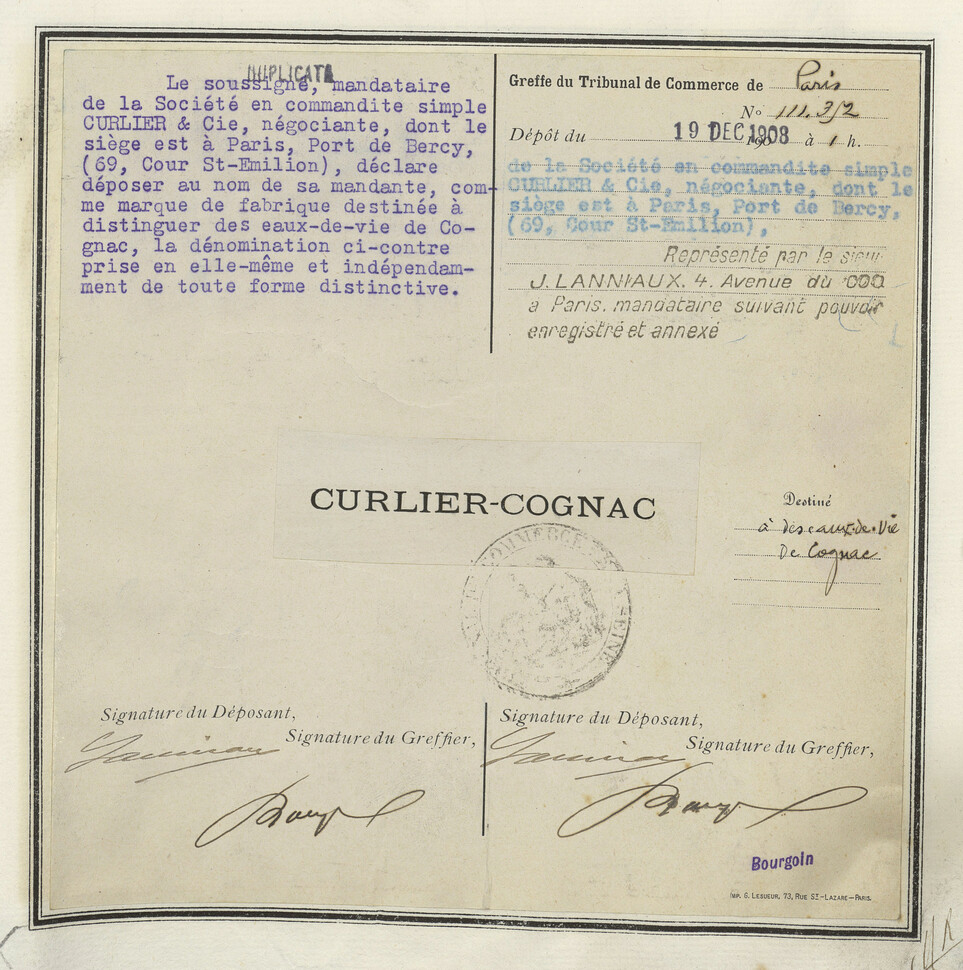 DUPLICATA
Le soussigné, mandataire
de la Société en commandite simple
CURLIER & Cie, négociante, dont le
siège est à Paris, Port de Bercy,
(69, Cour St-Emilion), déclare
déposer au nom de sa mandante, com-
me marque de fabrique destinée à
distinguer des eaux-de-vie de Co-
gnac, la dénomination ci-contre
prise en elle-même et indépendam-
ment de toute forme distinctive.
Greffe du Tribunal de Commerce de Paris
No 111.312
Dépôt du 19 DEC 1908 à 1 h.
de la Société en commandite simple
CURLIER & Cie, négociante, dont le
siège est à Paris, Port de Bercy,
(69, Cour St-Emilion),
Représenté par le sieur
J. LANNIAUX. 4. Avenue du COQ
a Paris. mandataire suivant pouvoir
enregistré et annexé
CURLIER-COGNAC
Destiné
à des eaux-de-Vie
De Cognac
COMMERCE SEINE
Signature du Déposant,
Signature du Greffier,
Signature du Déposant,
Signature du Greffier,
Bourgoin
IMP. G. LESUEUR, 73, RUE ST-LAZARE—PARIS